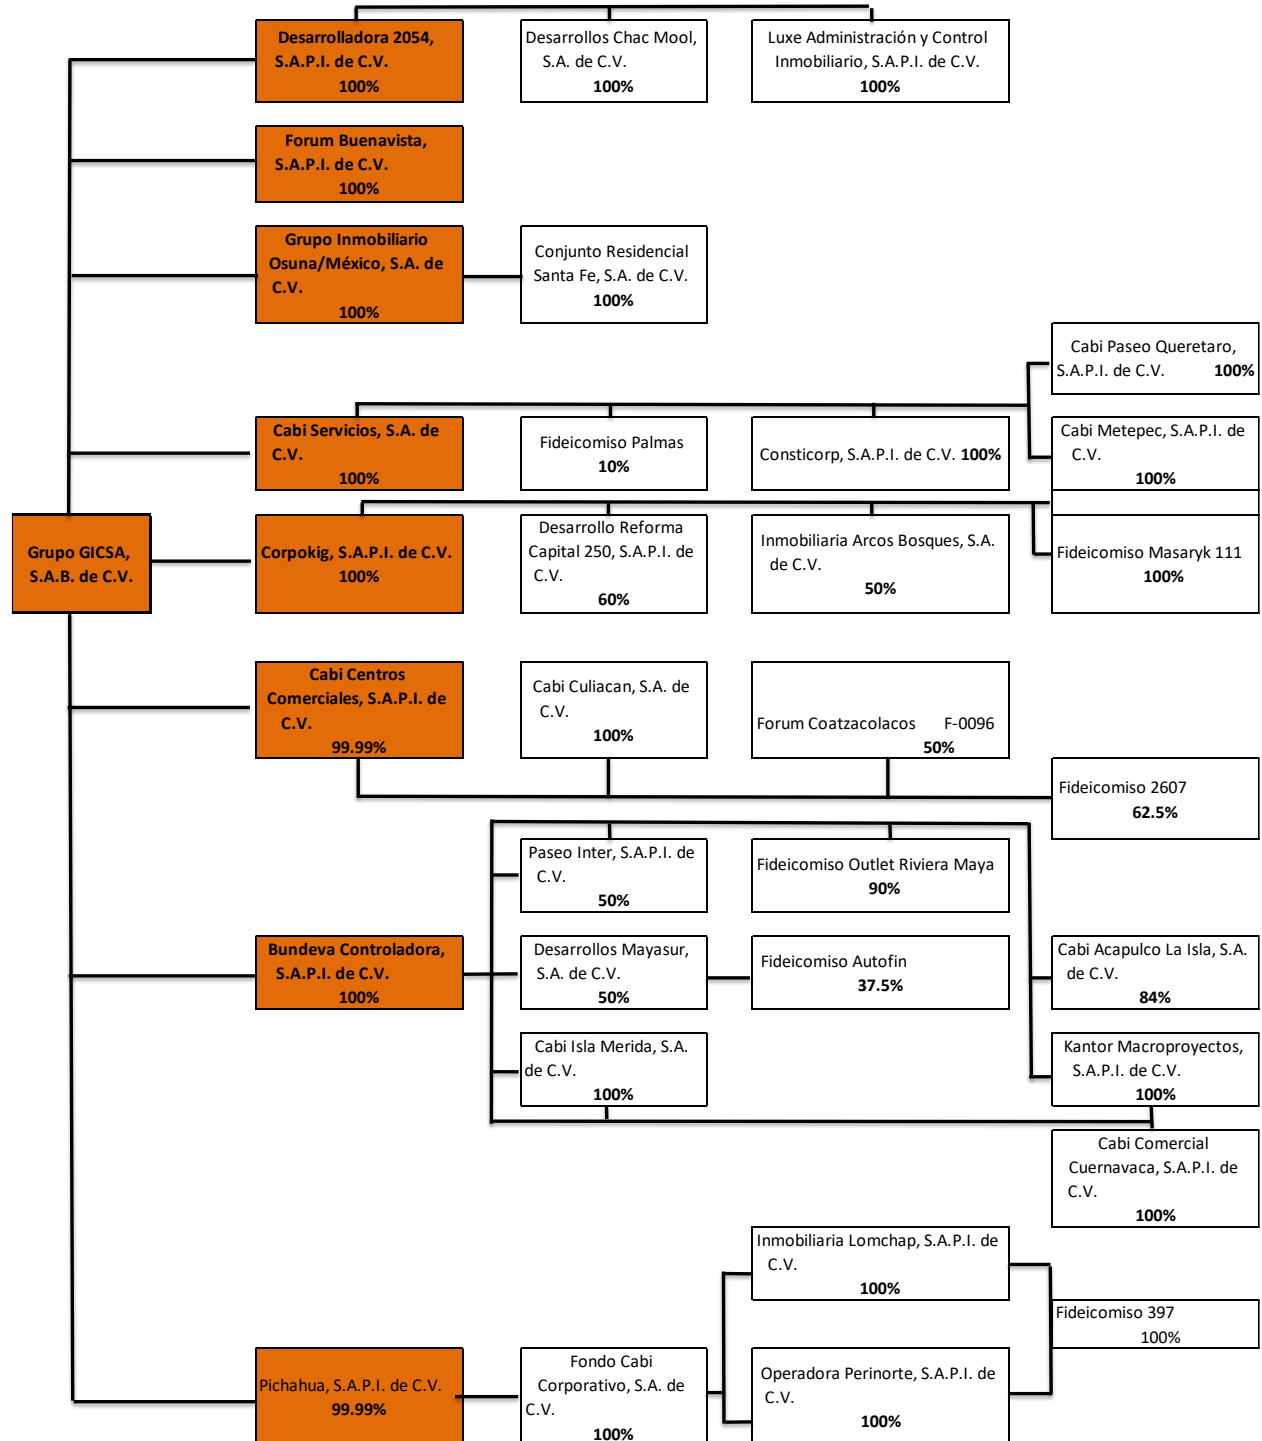 Desarrolladora 2054,
S.A.P.I. de C.V.
100%
Desarrollos Chac Mool,
S.A. de C.V.
100%
Luxe Administración y Control
Inmobiliario, S.A.P.I. de C.V.
100%
Forum Buenavista,
S.A.P.I. de C.V.
100%
Grupo Inmobiliario
Osuna/México, S.A. de
C.V.
100%
Conjunto Residencial
Santa Fe, S.A. de C.V.
100%
Cabi Paseo Queretaro,
S.A.P.I. de C.V. 100%
Cabi Servicios, S.A. de
C.V.
100%
Fideicomiso Palmas
10%
Consticorp, S.A.P.I. de C.V. 100%
Cabi Metepec, S.A.P.I. de
C.V.
100%
Grupo GICSA,
S.A.B. de C.V.
Corpokig, S.A.P.I. de C.V.
100%
Desarrollo Reforma
Capital 250, S.A.P.I. de
C.V.
60%
Inmobiliaria Arcos Bosques, S.A.
de C.V.
50%
Fideicomiso Masaryk 111
100%
Cabi Centros
Comerciales, S.A.P.I. de
C.V.
99.99%
Cabi Culiacan, S.A. de
C.V.
100%
Forum Coatzacolacos F-0096
50%
Fideicomiso 2607
62.5%
Paseo Inter, S.A.P.I. de
C.V.
50%
Fideicomiso Outlet Riviera Maya
90%
Bundeva Controladora,
S.A.P.I. de C.V.
100%
Desarrollos Mayasur,
S.A. de C.V.
50%
Fideicomiso Autofin
37.5%
Cabi Acapulco La Isla, S.A.
de C.V.
84%
Cabi Isla Merida, S.A.
de C.V.
100%
Kantor Macroproyectos,
S.A.P.I. de C.V.
100%
Cabi Comercial
Cuernavaca, S.A.P.I. de
C.V.
100%
Inmobiliaria Lomchap, S.A.P.I. de
C.V.
100%
Fideicomiso 397
100%
Pichahua, S.A.P.I. de C.V.
99.99%
Fondo Cabi
Corporativo, S.A. de
C.V.
100%
Operadora Perinorte, S.A.P.I. de
C.V.
100%